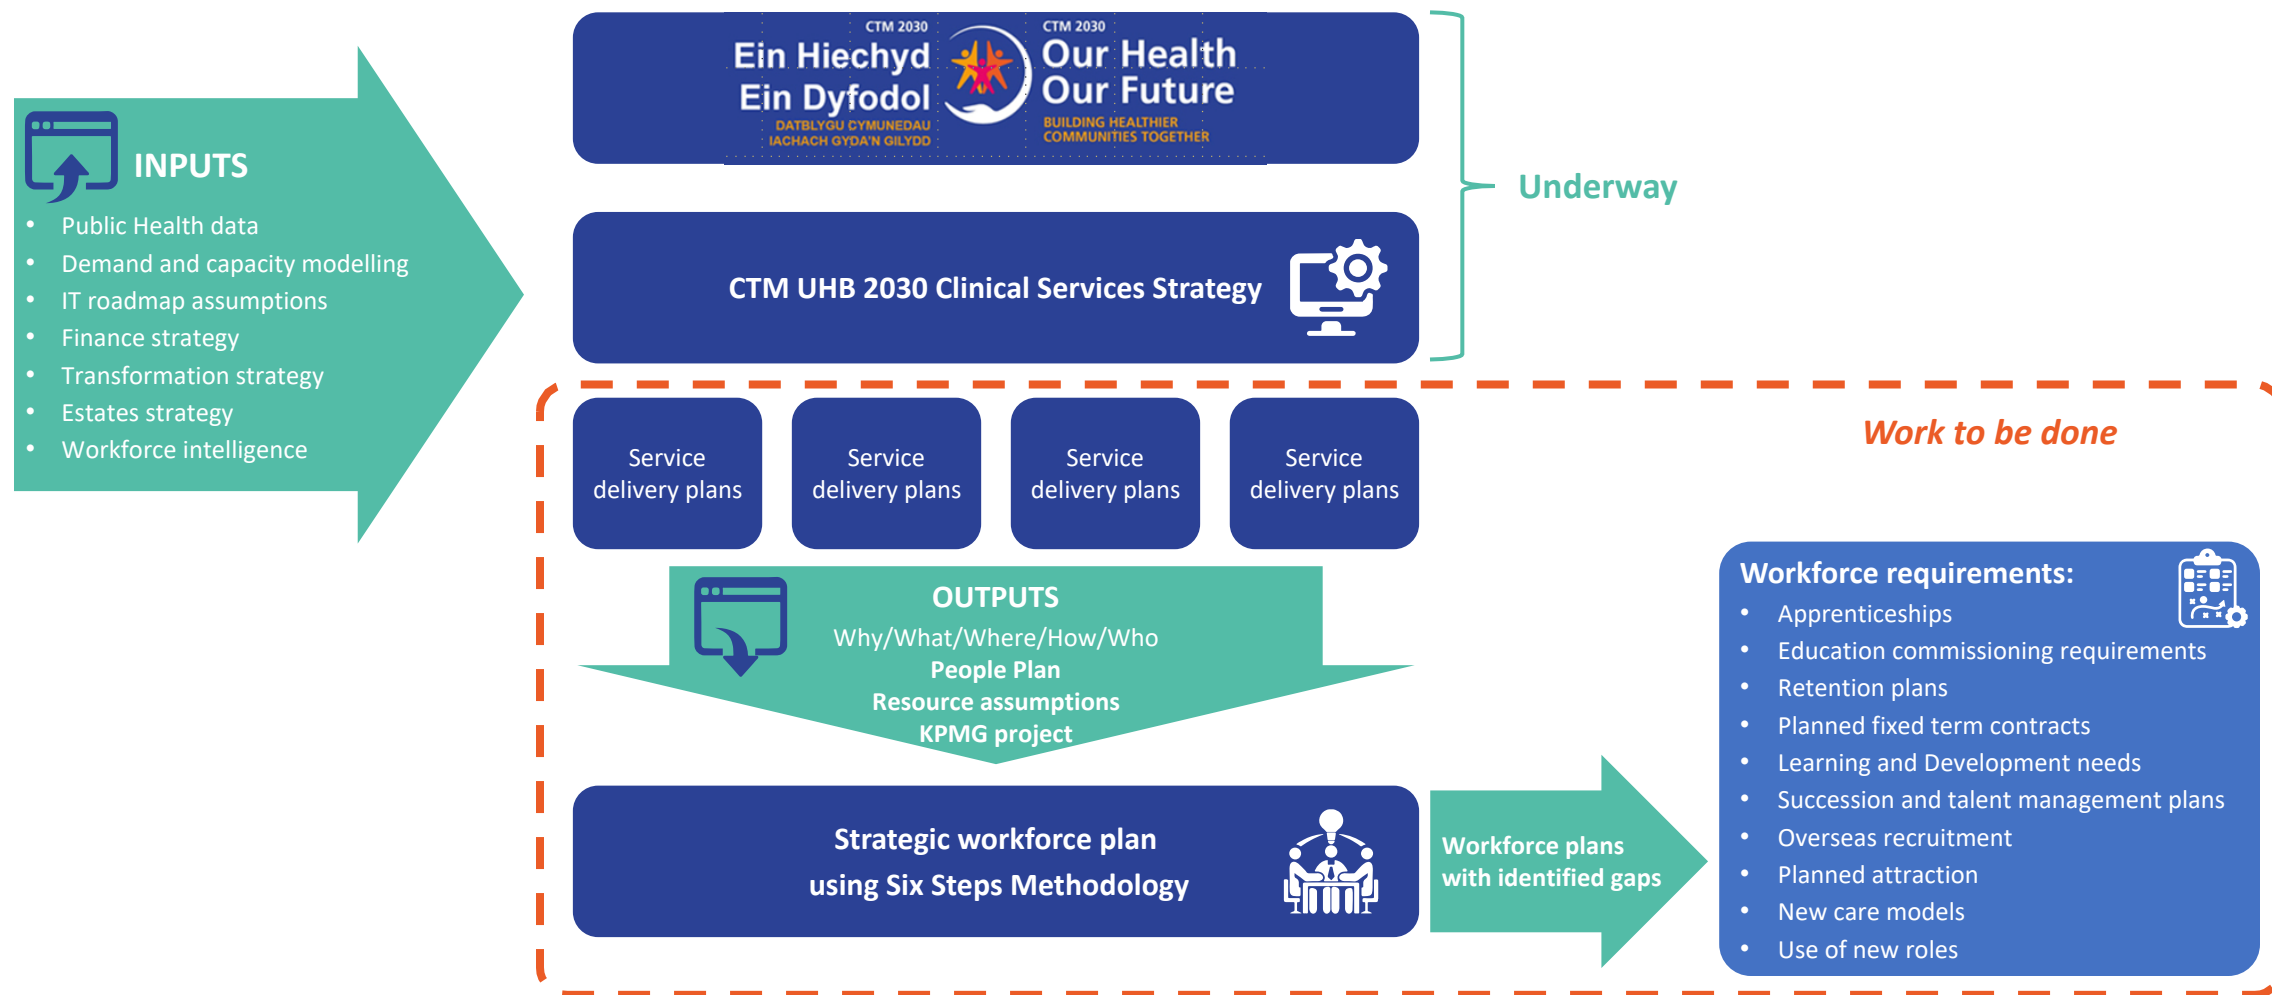 INPUTS
• Public Health data
• Demand and capacity modelling
• IT roadmap assumptions
• Finance strategy
• Transformation strategy
• Estates strategy
• Workforce intelligence
CTM 2030
Ein Hiechyd
Ein Dyfodol
DATBLYGU CYMUNEDAU
IACHACH GYDA'N GILYDD
CTM 2030
Our Health
Our Future
BUILDING HEALTHIER
COMMUNITIES TOGETHER
Underway
CTM UHB 2030 Clinical Services Strategy
Work to be done
Service
delivery plans
Service
delivery plans
Service
delivery plans
Service
delivery plans
OUTPUTS
Why/What/Where/How/Who
People Plan
Resource assumptions
KPMG project
Strategic workforce plan
using Six Steps Methodology
Workforce plans
with identified gaps
Workforce requirements:
• Apprenticeships
• Education commissioning requirements
• Retention plans
• Planned fixed term contracts
• Learning and Development needs
• Succession and talent management plans
• Overseas recruitment
• Planned attraction
• New care models
• Use of new roles